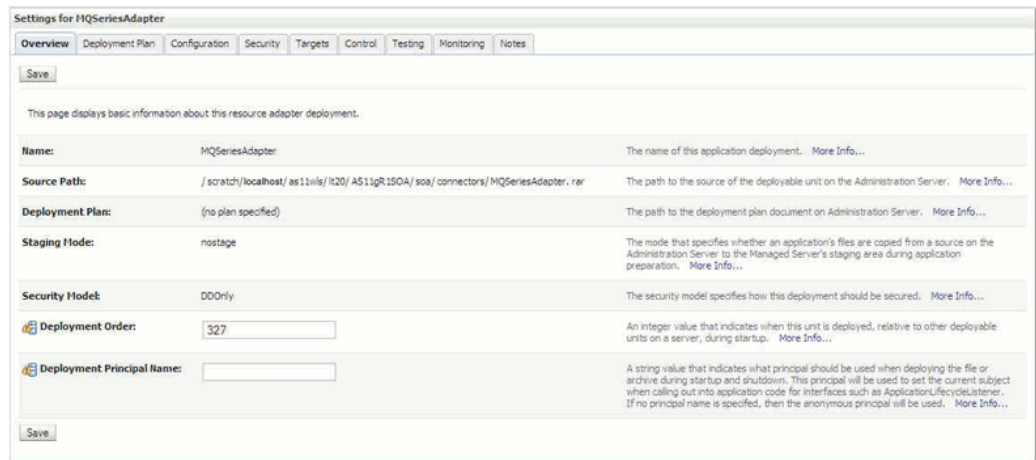 Settings for MQSeriesAdapter
Overview Deployment Plan Configuration Security Targets Control Testing Monitoring Notes
Save
This page displays basic information about this resource adapter deployment.
Name: MQSeriesAdapter The name of this application deployment. More Info...
Source Path: /scratch/localhost/as11wls/lt20/AS11gR1SOA/soa/connectors/MQSeriesAdapter.rar The path to the source of the deployable unit on the Administration Server. More Info...
Deployment Plan: (no plan specified) The path to the deployment plan document on Administration Server. More Info...
Staging Mode: nostage The mode that specifies whether an application's files are copied from a source on the
Administration Server to the Managed Server's staging area during application
preparation. More Info...
Security Model: DDOnly The security model specifies how this deployment should be secured. More Info...
Deployment Order: 327 An integer value that indicates when this unit is deployed, relative to other deployable
units on a server, during startup. More Info...
Deployment Principal Name: A string value that indicates what principal should be used when deploying the file or
archive during startup and shutdown. This principal will be used to set the current subject
when calling out into application code for interfaces such as ApplicationLifecycleListener.
If no principal name is specifed, then the anonymous principal will be used. More Info...
Save